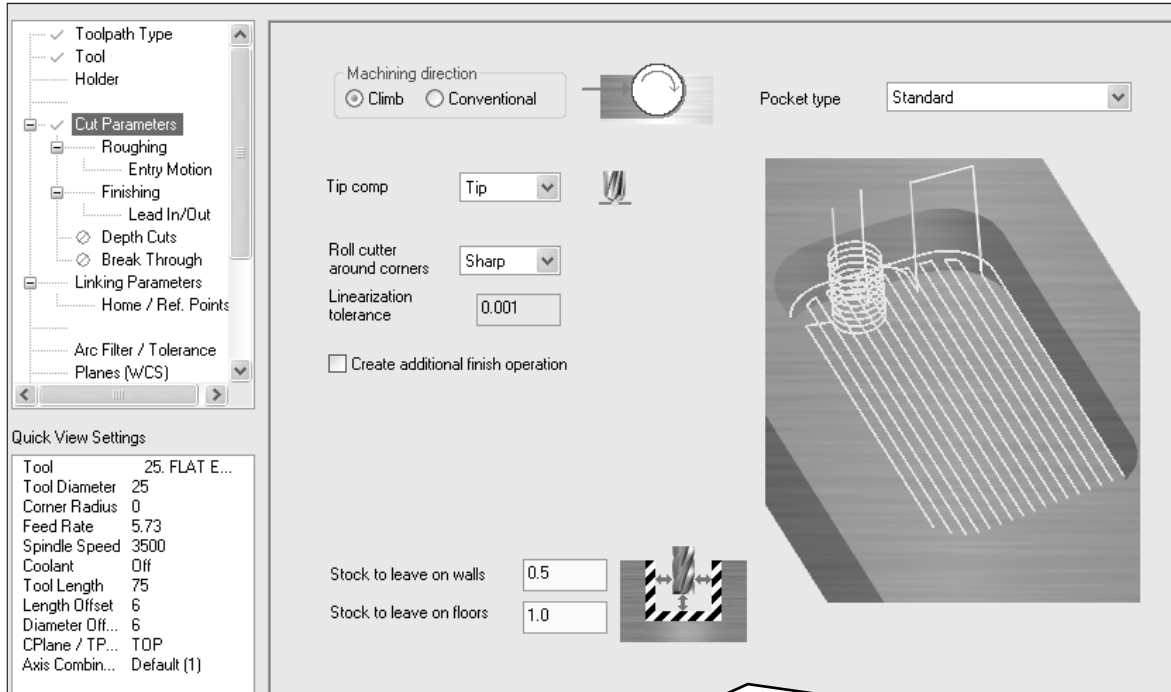 Toolpath Type
Tool
Holder
Cut Parameters
Roughing
Entry Motion
Finishing
Lead In/Out
Depth Cuts
Break Through
Linking Parameters
Home / Ref. Points
Arc Filter / Tolerance
Planes (WCS)
Quick View Settings
Tool 25. FLAT E...
Tool Diameter 25
Corner Radius 0
Feed Rate 5.73
Spindle Speed 3500
Coolant Off
Tool Length 75
Length Offset 6
Diameter Off... 6
CPlane / TP... TOP
Axis Combin... Default (1)
Machining direction
Climb Conventional
Pocket type Standard
Tip comp Tip
Roll cutter
around corners Sharp
Linearization
tolerance 0.001
Create additional finish operation
Stock to leave on walls 0.5
Stock to leave on floors 1.0